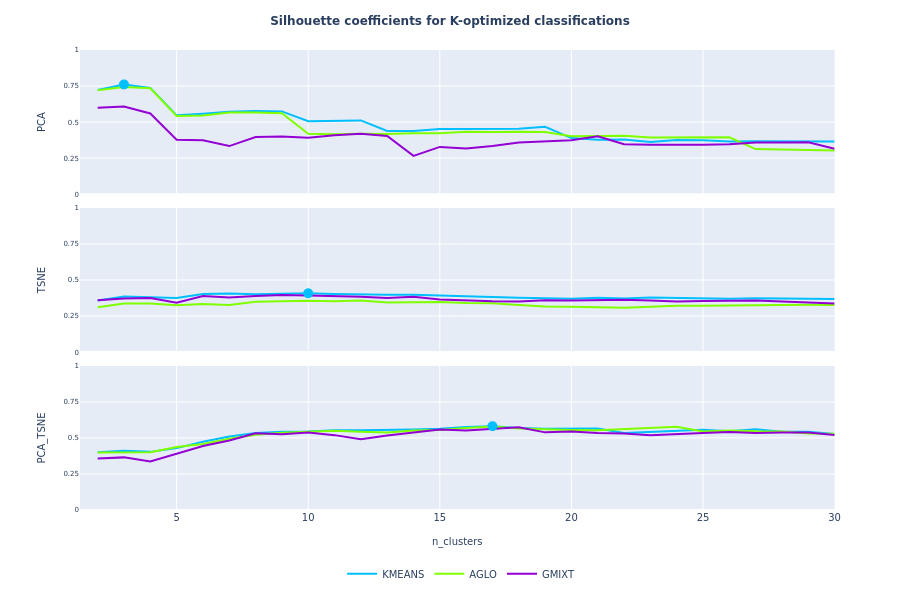 Silhouette coefficients for K-optimized classifications
1
0.75
0.5
0.25
0
PCA
1
0.75
0.5
0.25
0
TSNE
1
0.75
0.5
0.25
0
PCA_TSNE
5 10 15 20 25 30
n_clusters
KMEANS AGLO GMIXT